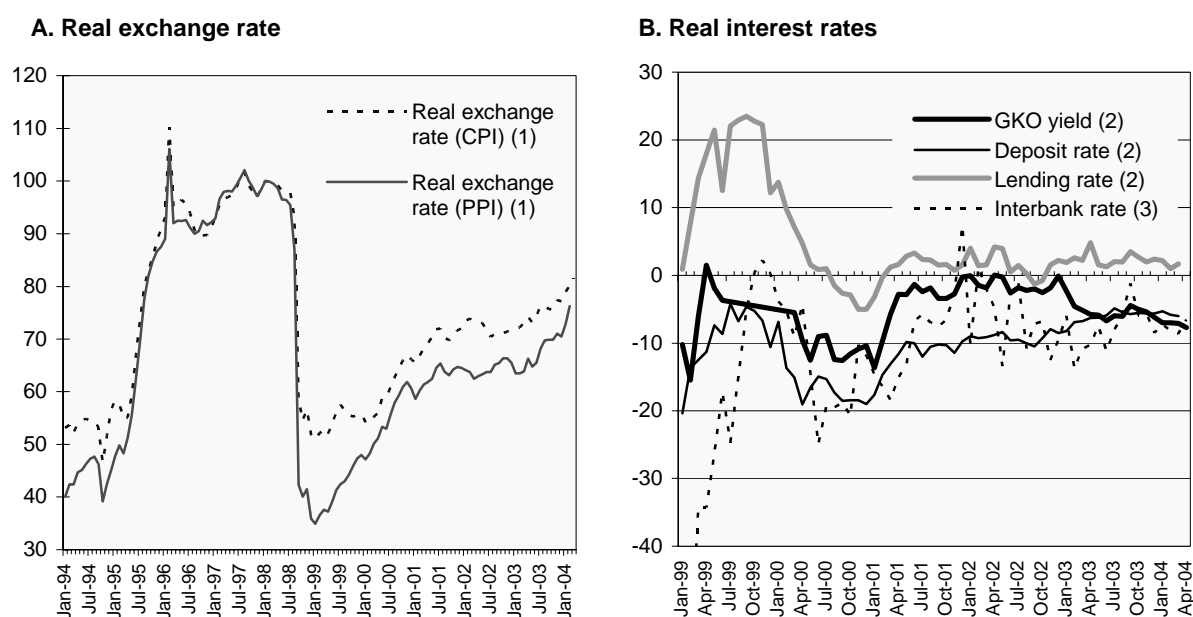 A. Real exchange rate
120
110
100
90
80
70
60
50
40
30
Real exchange
rate (CPI) (1)
Real exchange
rate (PPI) (1)
Jan-94
Jul-94
Jan-95
Jul-95
Jan-96
Jul-96
Jan-97
Jul-97
Jan-98
Jul-98
Jan-99
Jul-99
Jan-00
Jul-00
Jan-01
Jul-01
Jan-02
Jul-02
Jan-03
Jul-03
Jan-04
B. Real interest rates
30
20
10
0
-10
-20
-30
-40
GKO yield (2)
Deposit rate (2)
Lending rate (2)
Interbank rate (3)
Jan-99
Apr-99
Jul-99
Oct-99
Jan-00
Apr-00
Jul-00
Oct-00
Jan-01
Apr-01
Jul-01
Oct-01
Jan-02
Apr-02
Jul-02
Oct-02
Jan-03
Apr-03
Jul-03
Oct-03
Jan-04
Apr-04